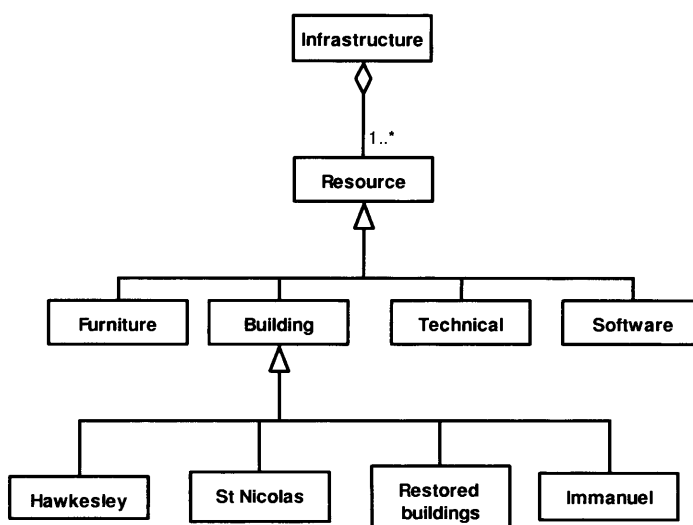 Infrastructure
1..*
Resource
Furniture
Building
Technical
Software
Hawkesley
St Nicolas
Restored
buildings
Immanuel